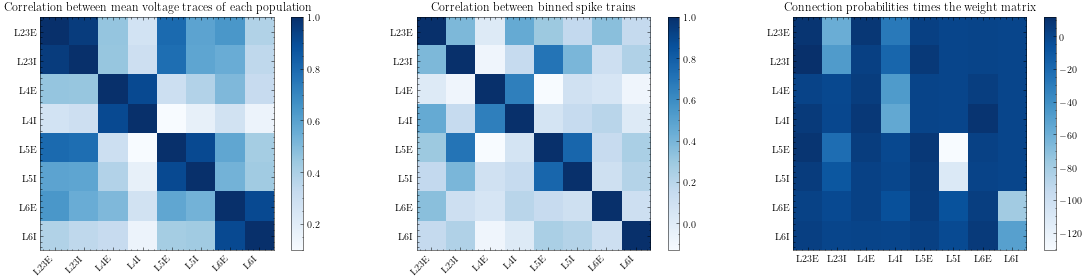 Correlation between mean voltage traces of each population
L23E
L23I
L4E
L4I
L5E
L5I
L6E
L6I
L23E L23I L4E L4I L5E L5I L6E L6I
1.0
0.8
0.6
0.4
0.2
Correlation between binned spike trains
L23E
L23I
L4E
L4I
L5E
L5I
L6E
L6I
L23E L23I L4E L4I L5E L5I L6E L6I
1.0
0.8
0.6
0.4
0.2
0.0
Connection probabilities times the weight matrix
L23E
L23I
L4E
L4I
L5E
L5I
L6E
L6I
L23E L23I L4E L4I L5E L5I L6E L6I
0
−20
−40
−60
−80
−100
−120